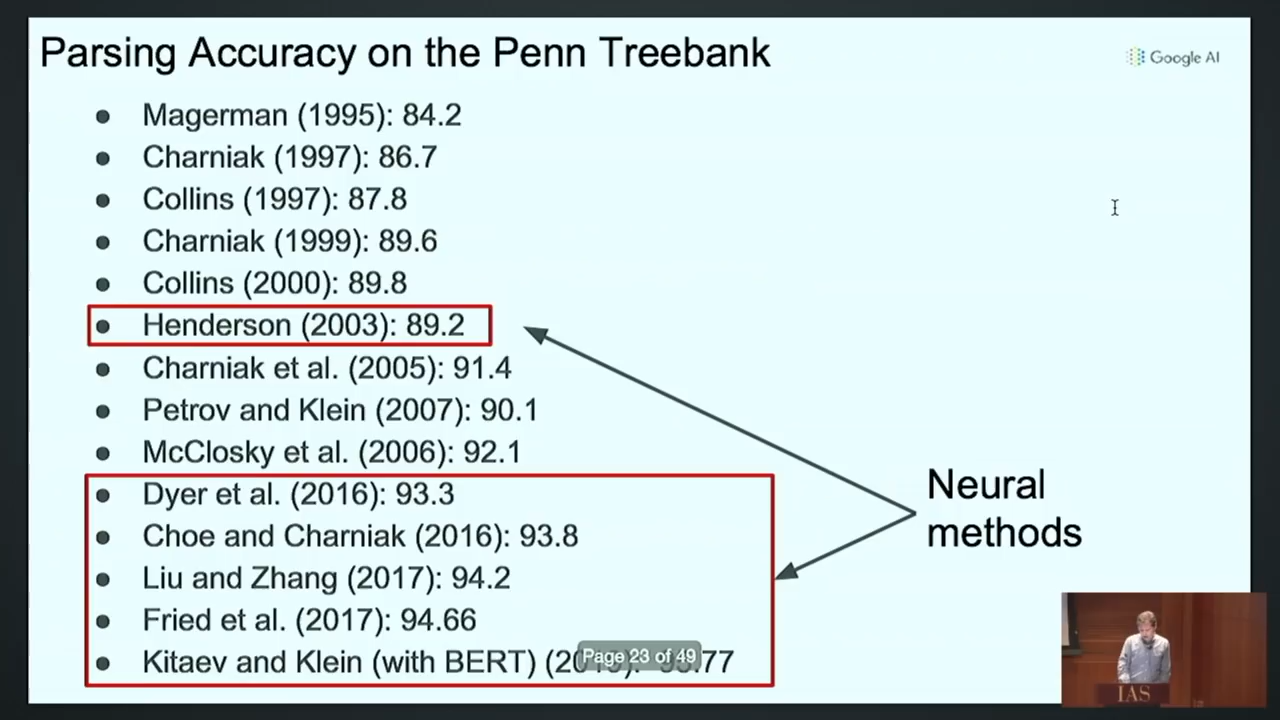 Parsing Accuracy on the Penn Treebank
Google AI
Magerman (1995): 84.2
Charniak (1997): 86.7
Collins (1997): 87.8
Charniak (1999): 89.6
Collins (2000): 89.8
Henderson (2003): 89.2
Charniak et al. (2005): 91.4
Petrov and Klein (2007): 90.1
McClosky et al. (2006): 92.1
Dyer et al. (2016): 93.3
Choe and Charniak (2016): 93.8
Liu and Zhang (2017): 94.2
Fried et al. (2017): 94.66
Kitaev and Klein (with BERT)
Page 23 of 49
Neural
methods
IAS